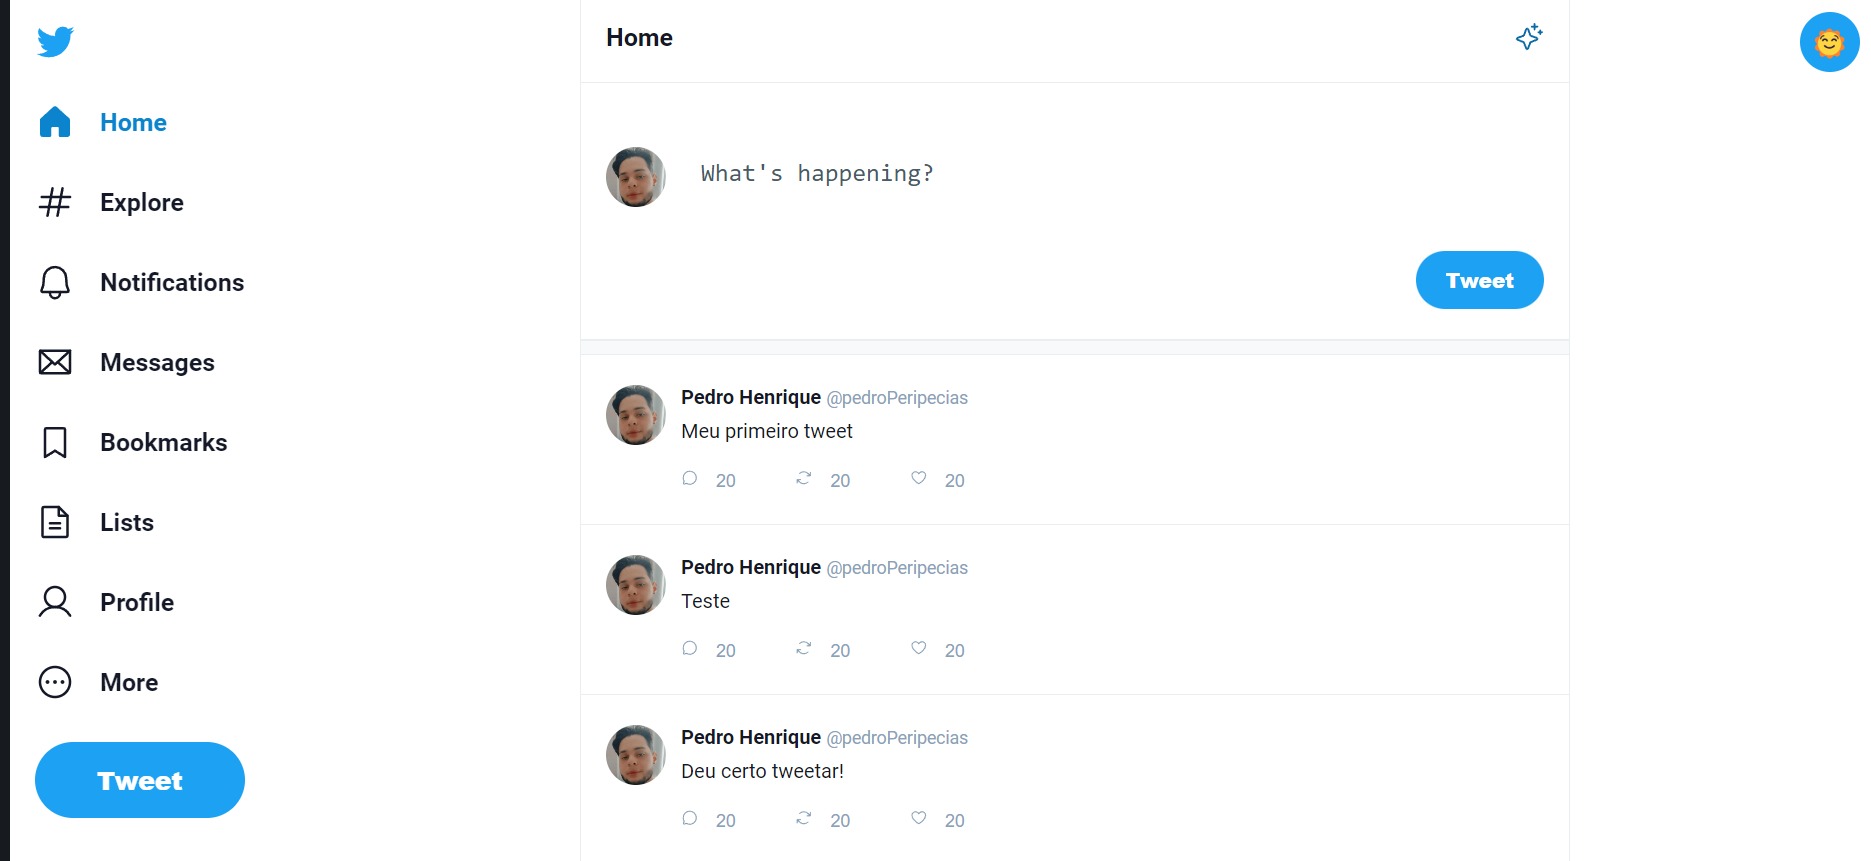 Home
Explore
Notifications
Messages
Bookmarks
Lists
Profile
More
Tweet
Home
What's happening?
Tweet
Pedro Henrique @pedroPeripecias
Meu primeiro tweet
20 20 20
Pedro Henrique @pedroPeripecias
Teste
20 20 20
Pedro Henrique @pedroPeripecias
Deu certo tweetar!
20 20 20